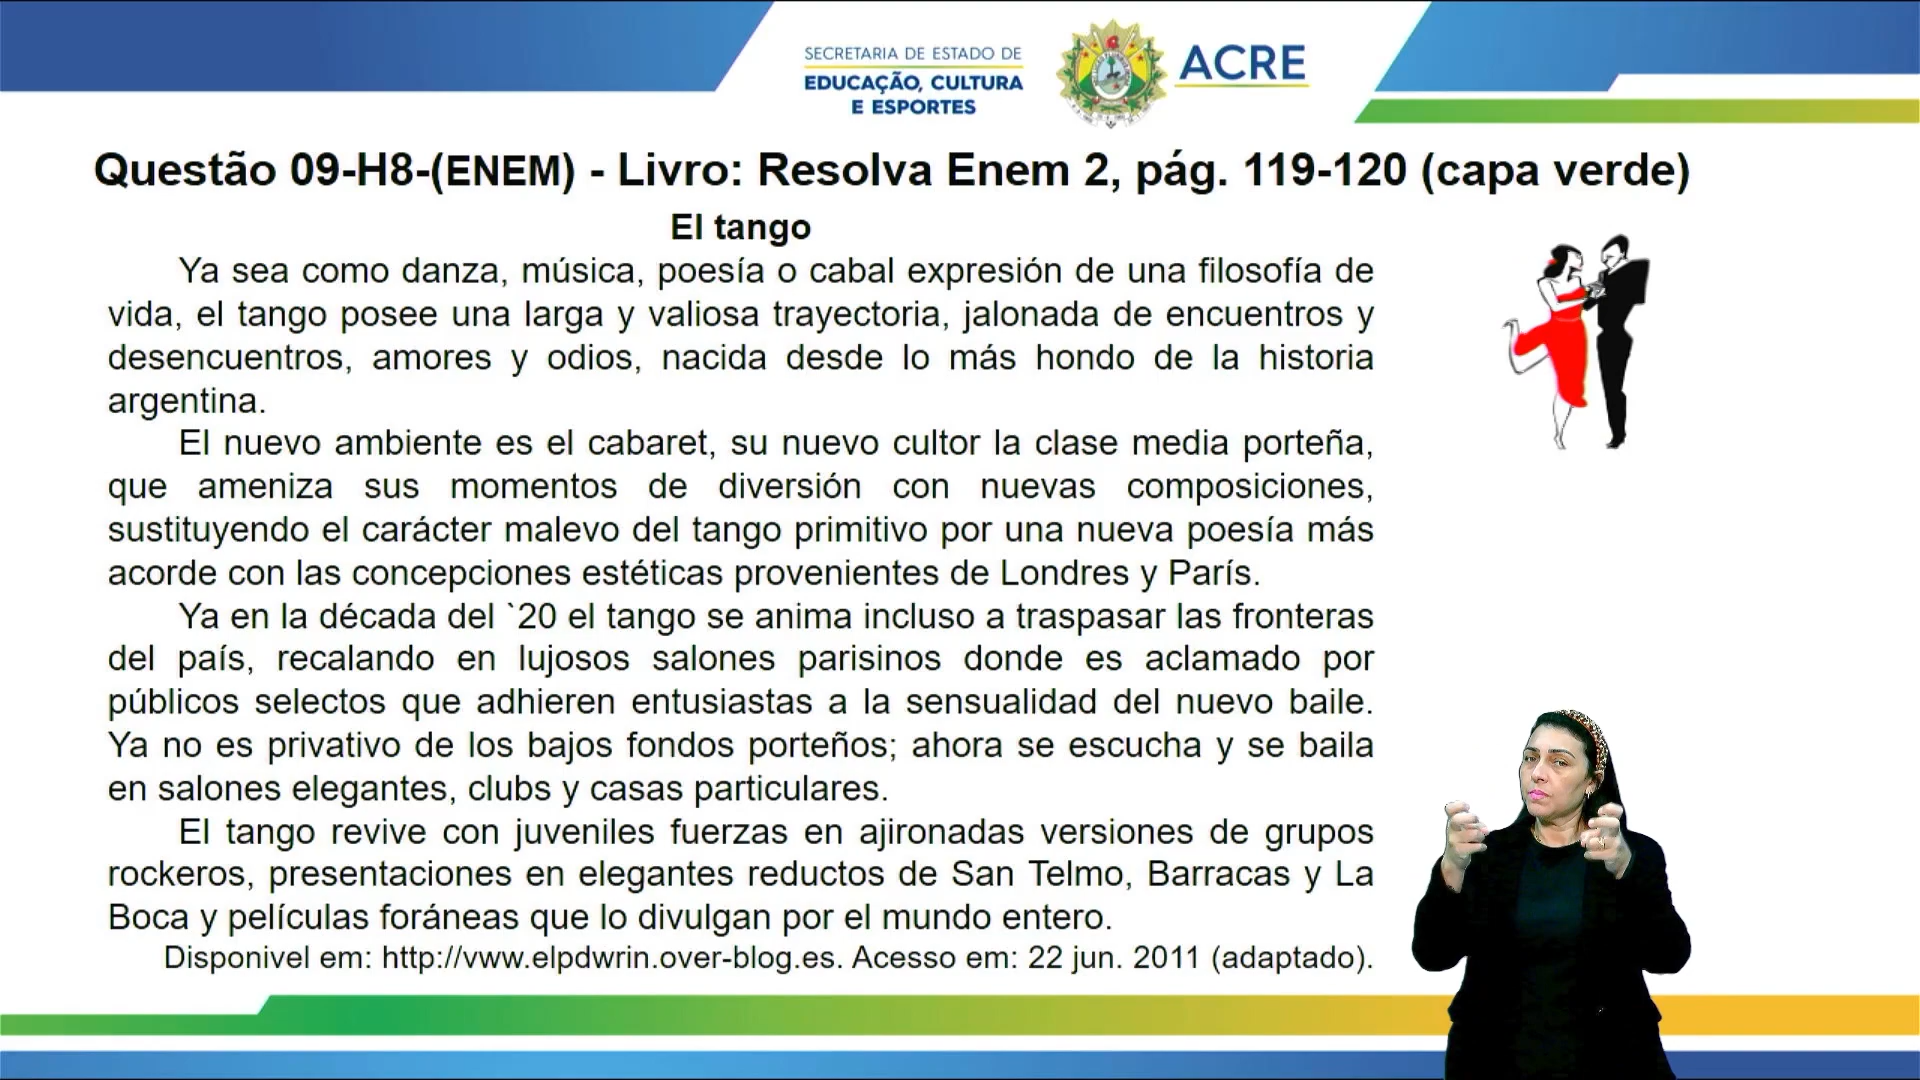 SECRETARIA DE ESTADO DE
EDUCAÇÃO, CULTURA
E ESPORTES
ACRE
Questão 09-H8-(ENEM) - Livro: Resolva Enem 2, pág. 119-120 (capa verde)
El tango
Ya sea como danza, música, poesía o cabal expresión de una filosofía de
vida, el tango posee una larga y valiosa trayectoria, jalonada de encuentros y
desencuentros, amores y odios, nacida desde lo más hondo de la historia
argentina.
El nuevo ambiente es el cabaret, su nuevo cultor la clase media porteña,
que ameniza sus momentos de diversión con nuevas composiciones,
sustituyendo el carácter malevo del tango primitivo por una nueva poesía más
acorde con las concepciones estéticas provenientes de Londres y París.
Ya en la década del `20 el tango se anima incluso a traspasar las fronteras
del país, recalando en lujosos salones parisinos donde es aclamado por
públicos selectos que adhieren entusiastas a la sensualidad del nuevo baile.
Ya no es privativo de los bajos fondos porteños; ahora se escucha y se baila
en salones elegantes, clubs y casas particulares.
El tango revive con juveniles fuerzas en ajironadas versiones de grupos
rockeros, presentaciones en elegantes reductos de San Telmo, Barracas y La
Boca y películas foráneas que lo divulgan por el mundo entero.
Disponivel em: http://vww.elpdwrin.over-blog.es. Acesso em: 22 jun. 2011 (adaptado).